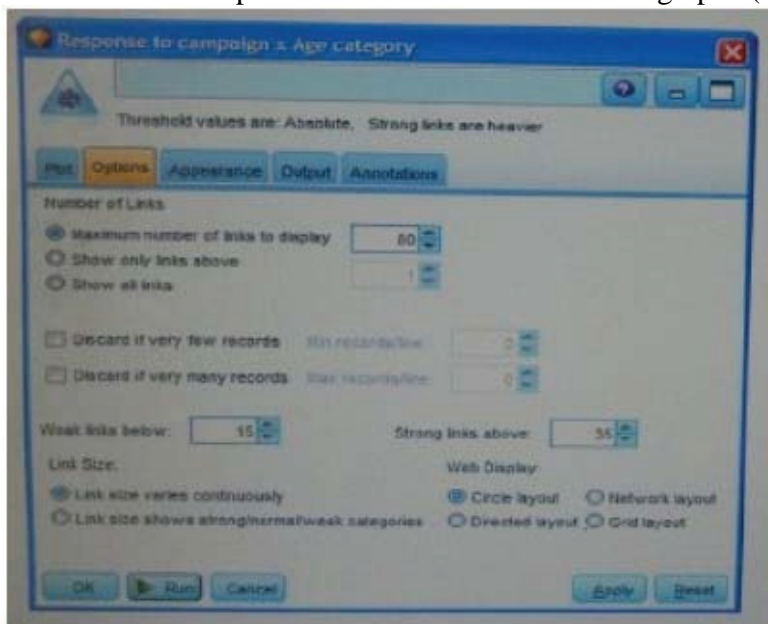 Response to campaign x Age category
Threshold values are: Absolute, Strong links are heavier
Plot Options Appearance Output Annotations
Number of Links
Maximum number of links to display 80
Show only links above 1
Show all links
Discard if very few records Min records/line: 0
Discard if very many records Max records/line: 0
Weak links below: 15 Strong links above: 35
Link Size: Web Display:
Link size varies continuously Circle layout Network layout
Link size shows strong/normal/weak categories Directed layout Grid layout
OK Run Cancel Apply Reset